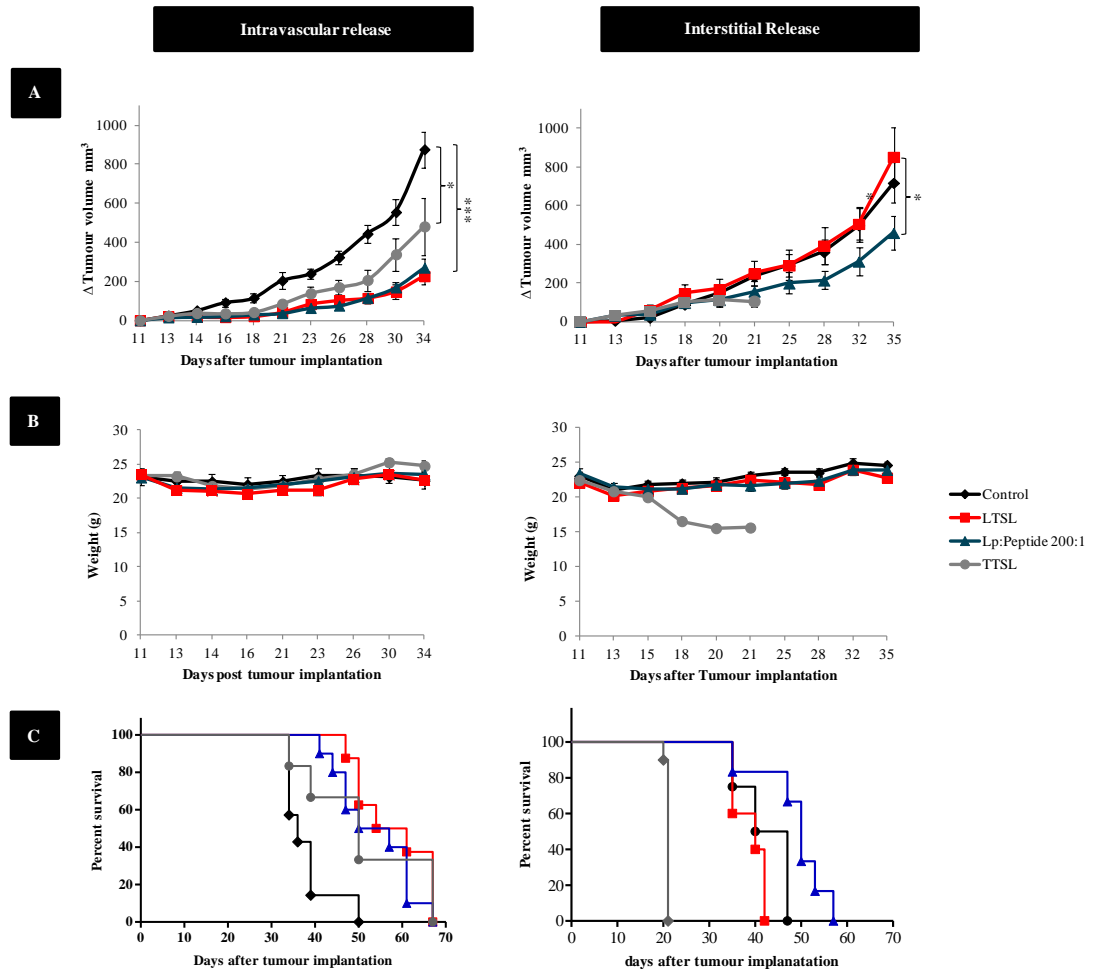 Intravascular release
Interstitial Release
A
Δ Tumour volume mm³
1000
800
600
400
200
0
11 13 14 16 18 21 23 26 28 30 34
Days after tumour implantation
*
***
Δ Tumour volume mm³
1000
800
600
400
200
0
11 13 15 18 20 21 25 28 32 35
Days after tumour implantation
*
*
B
Weight (g)
30
25
20
15
10
5
0
11 13 14 16 21 23 26 30 34
Days post tumour implantation
Weight (g)
30
25
20
15
10
5
0
11 13 15 18 20 21 25 28 32 35
Days after Tumour implantation
Control
LTSL
Lp:Peptide 200:1
TTSL
C
Percent survival
100
80
60
40
20
0
0 10 20 30 40 50 60 70
Days after tumour implantation
Percent survival
100
80
60
40
20
0
0 10 20 30 40 50 60 70
days after tumour implanatation